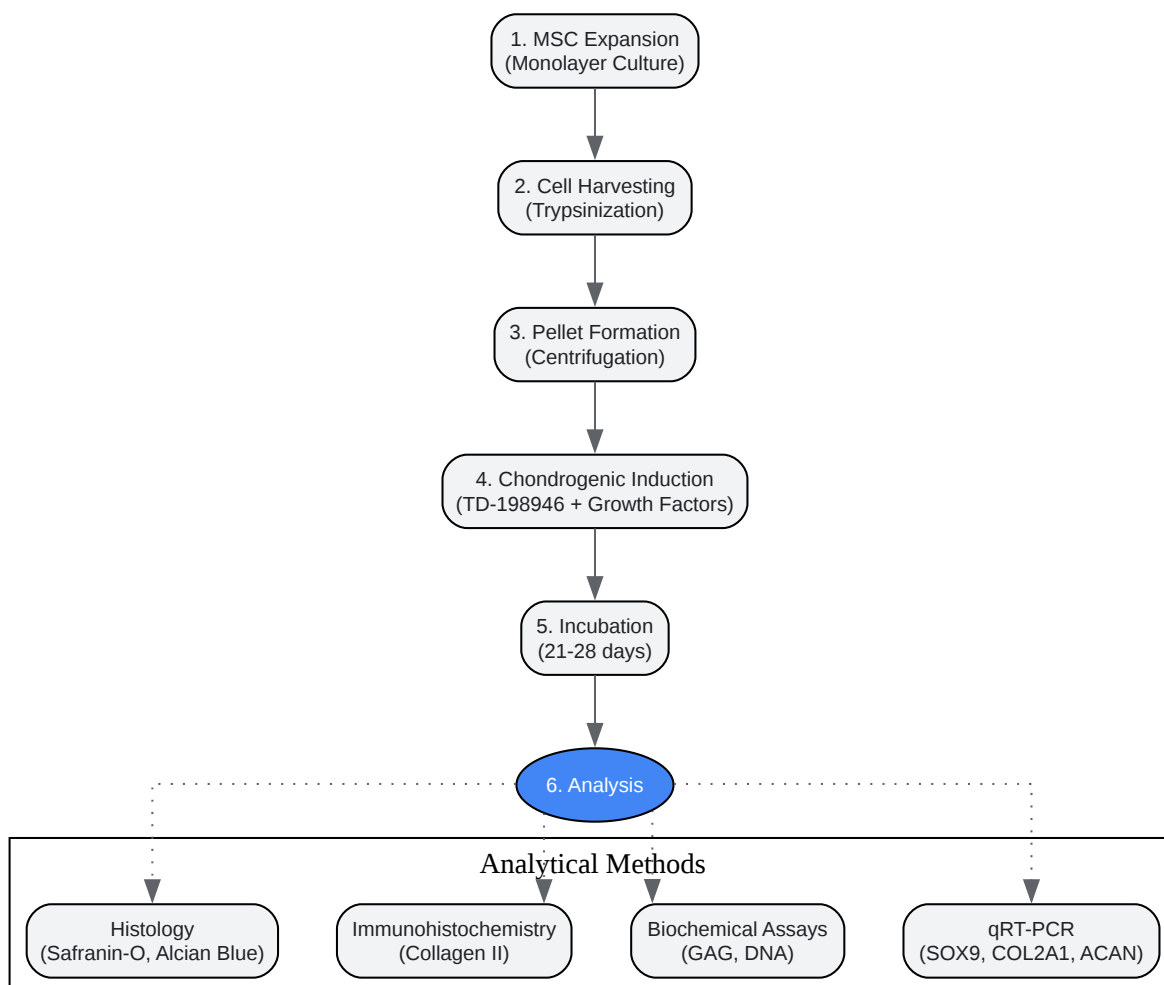 1. MSC Expansion
(Monolayer Culture)
2. Cell Harvesting
(Trypsinization)
3. Pellet Formation
(Centrifugation)
4. Chondrogenic Induction
(TD-198946 + Growth Factors)
5. Incubation
(21-28 days)
6. Analysis
Analytical Methods
Histology
(Safranin-O, Alcian Blue)
Immunohistochemistry
(Collagen II)
Biochemical Assays
(GAG, DNA)
qRT-PCR
(SOX9, COL2A1, ACAN)